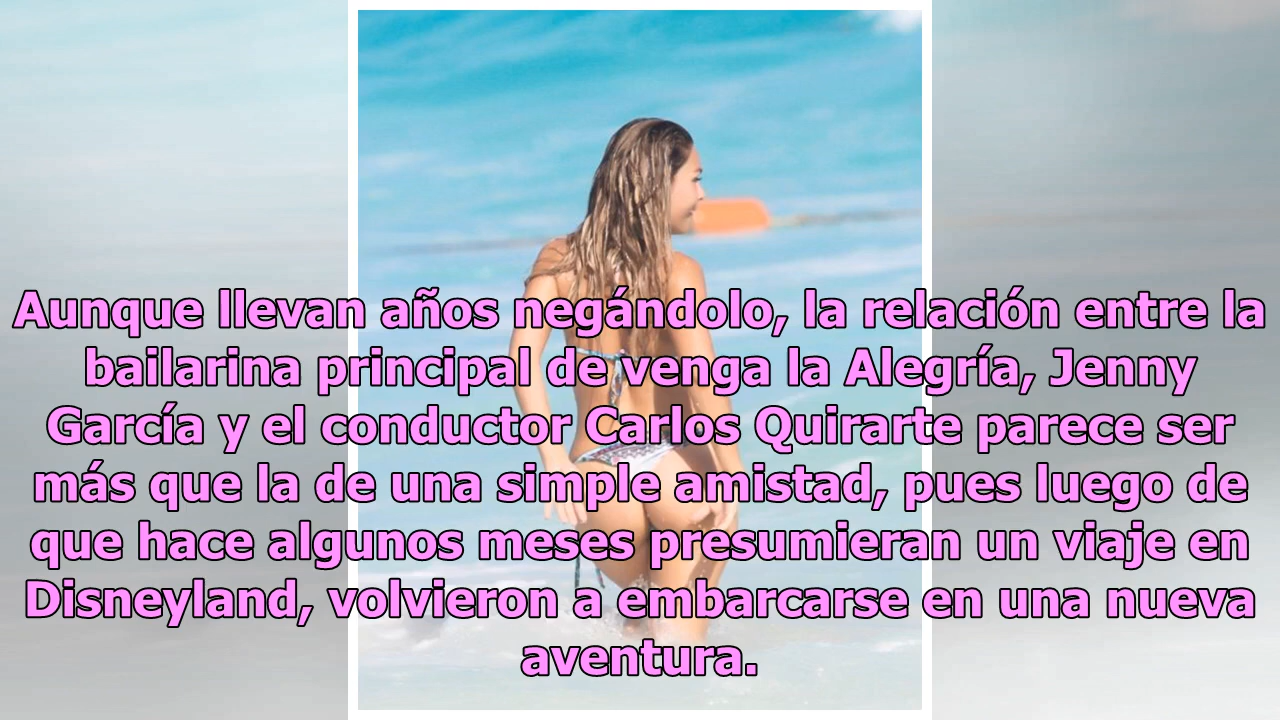 Aunque llevan años negándolo, la relación entre la
bailarina principal de venga la Alegría, Jenny
García y el conductor Carlos Quirarte parece ser
más que la de una simple amistad, pues luego de
que hace algunos meses presumieran un viaje en
Disneyland, volvieron a embarcarse en una nueva
aventura.